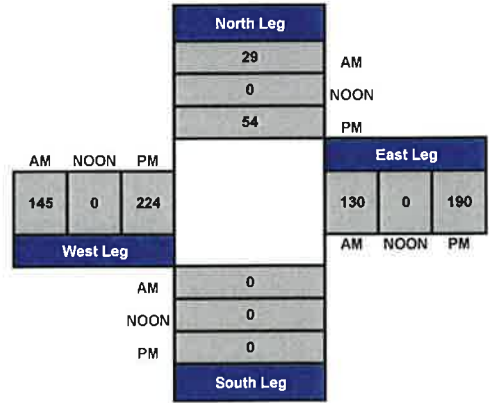 North Leg
29 AM
0 NOON
54 PM
AM NOON PM
East Leg
145 0 224
130 0 190
West Leg
AM NOON PM
AM 0
NOON 0
PM 0
South Leg